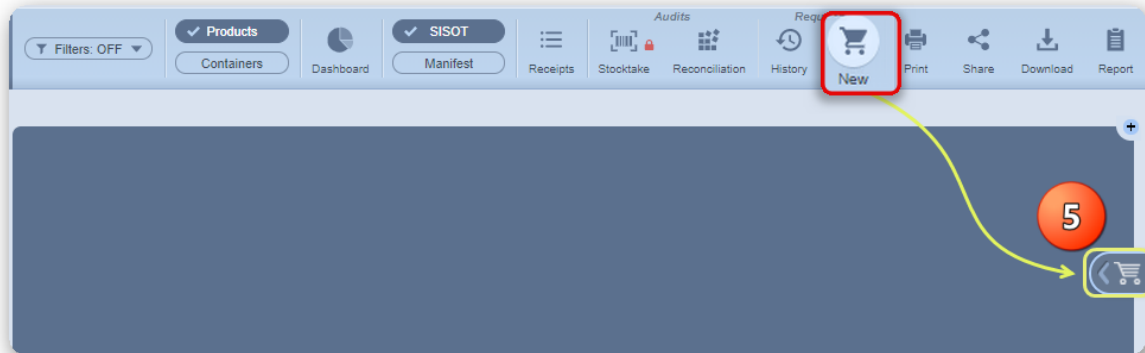 Audits
Filters: OFF
Products
Containers
Dashboard
SISOT
Manifest
Receipts
Stocktake
Reconciliation
History
New
Print
Share
Download
Report
5